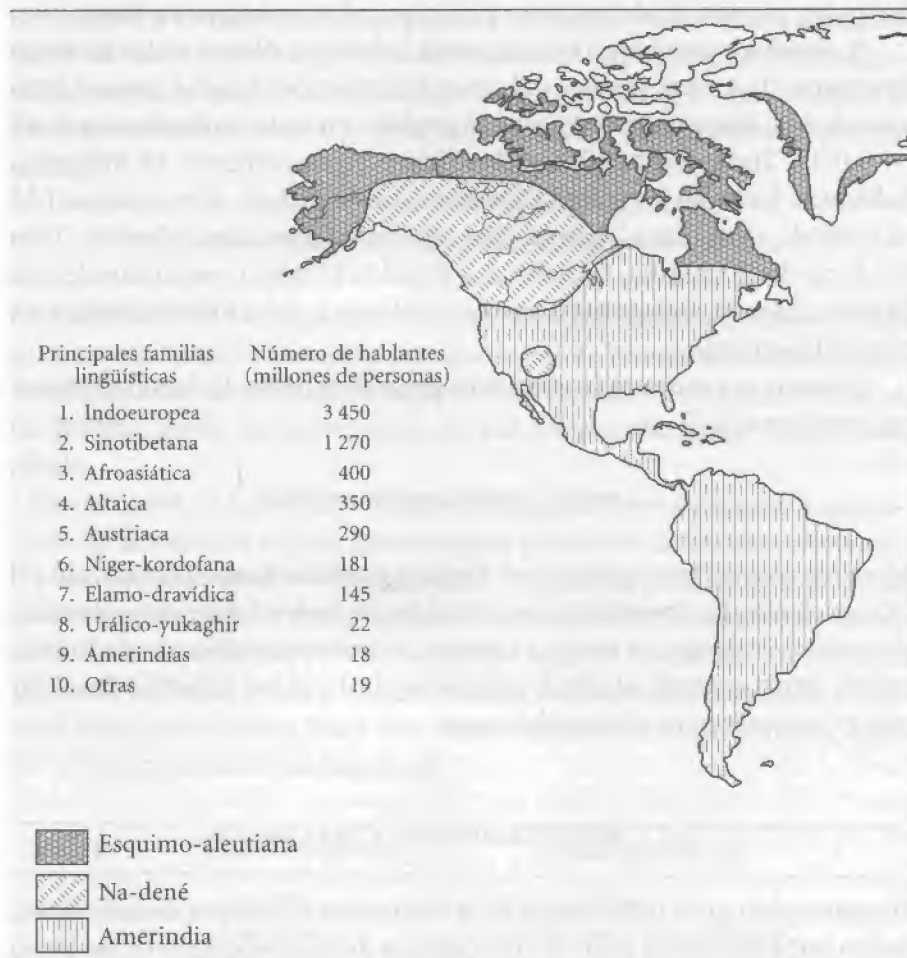 Principales familias Número de hablantes
lingüísticas (millones de personas)
1. Indoeuropea 3 450
2. Sinotibetana 1 270
3. Afroasiática 400
4. Altaica 350
5. Austriaca 290
6. Níger-kordofana 181
7. Elamo-dravídica 145
8. Urálico-yukaghir 22
9. Amerindias 18
10. Otras 19
Esquimo-aleutiana
Na-dené
Amerindia